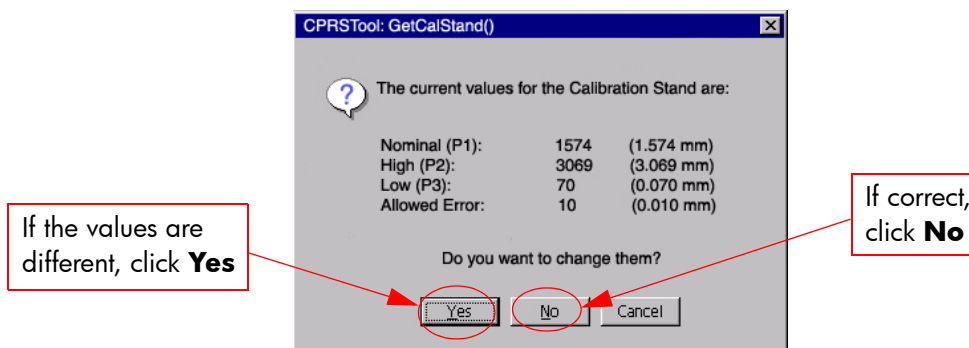 CPRSTool: GetCalStand()
The current values for the Calibration Stand are:
Nominal (P1): 1574 (1.574 mm)
High (P2): 3069 (3.069 mm)
Low (P3): 70 (0.070 mm)
Allowed Error: 10 (0.010 mm)
Do you want to change them?
Yes No Cancel
If the values are
different, click Yes
If correct,
click No